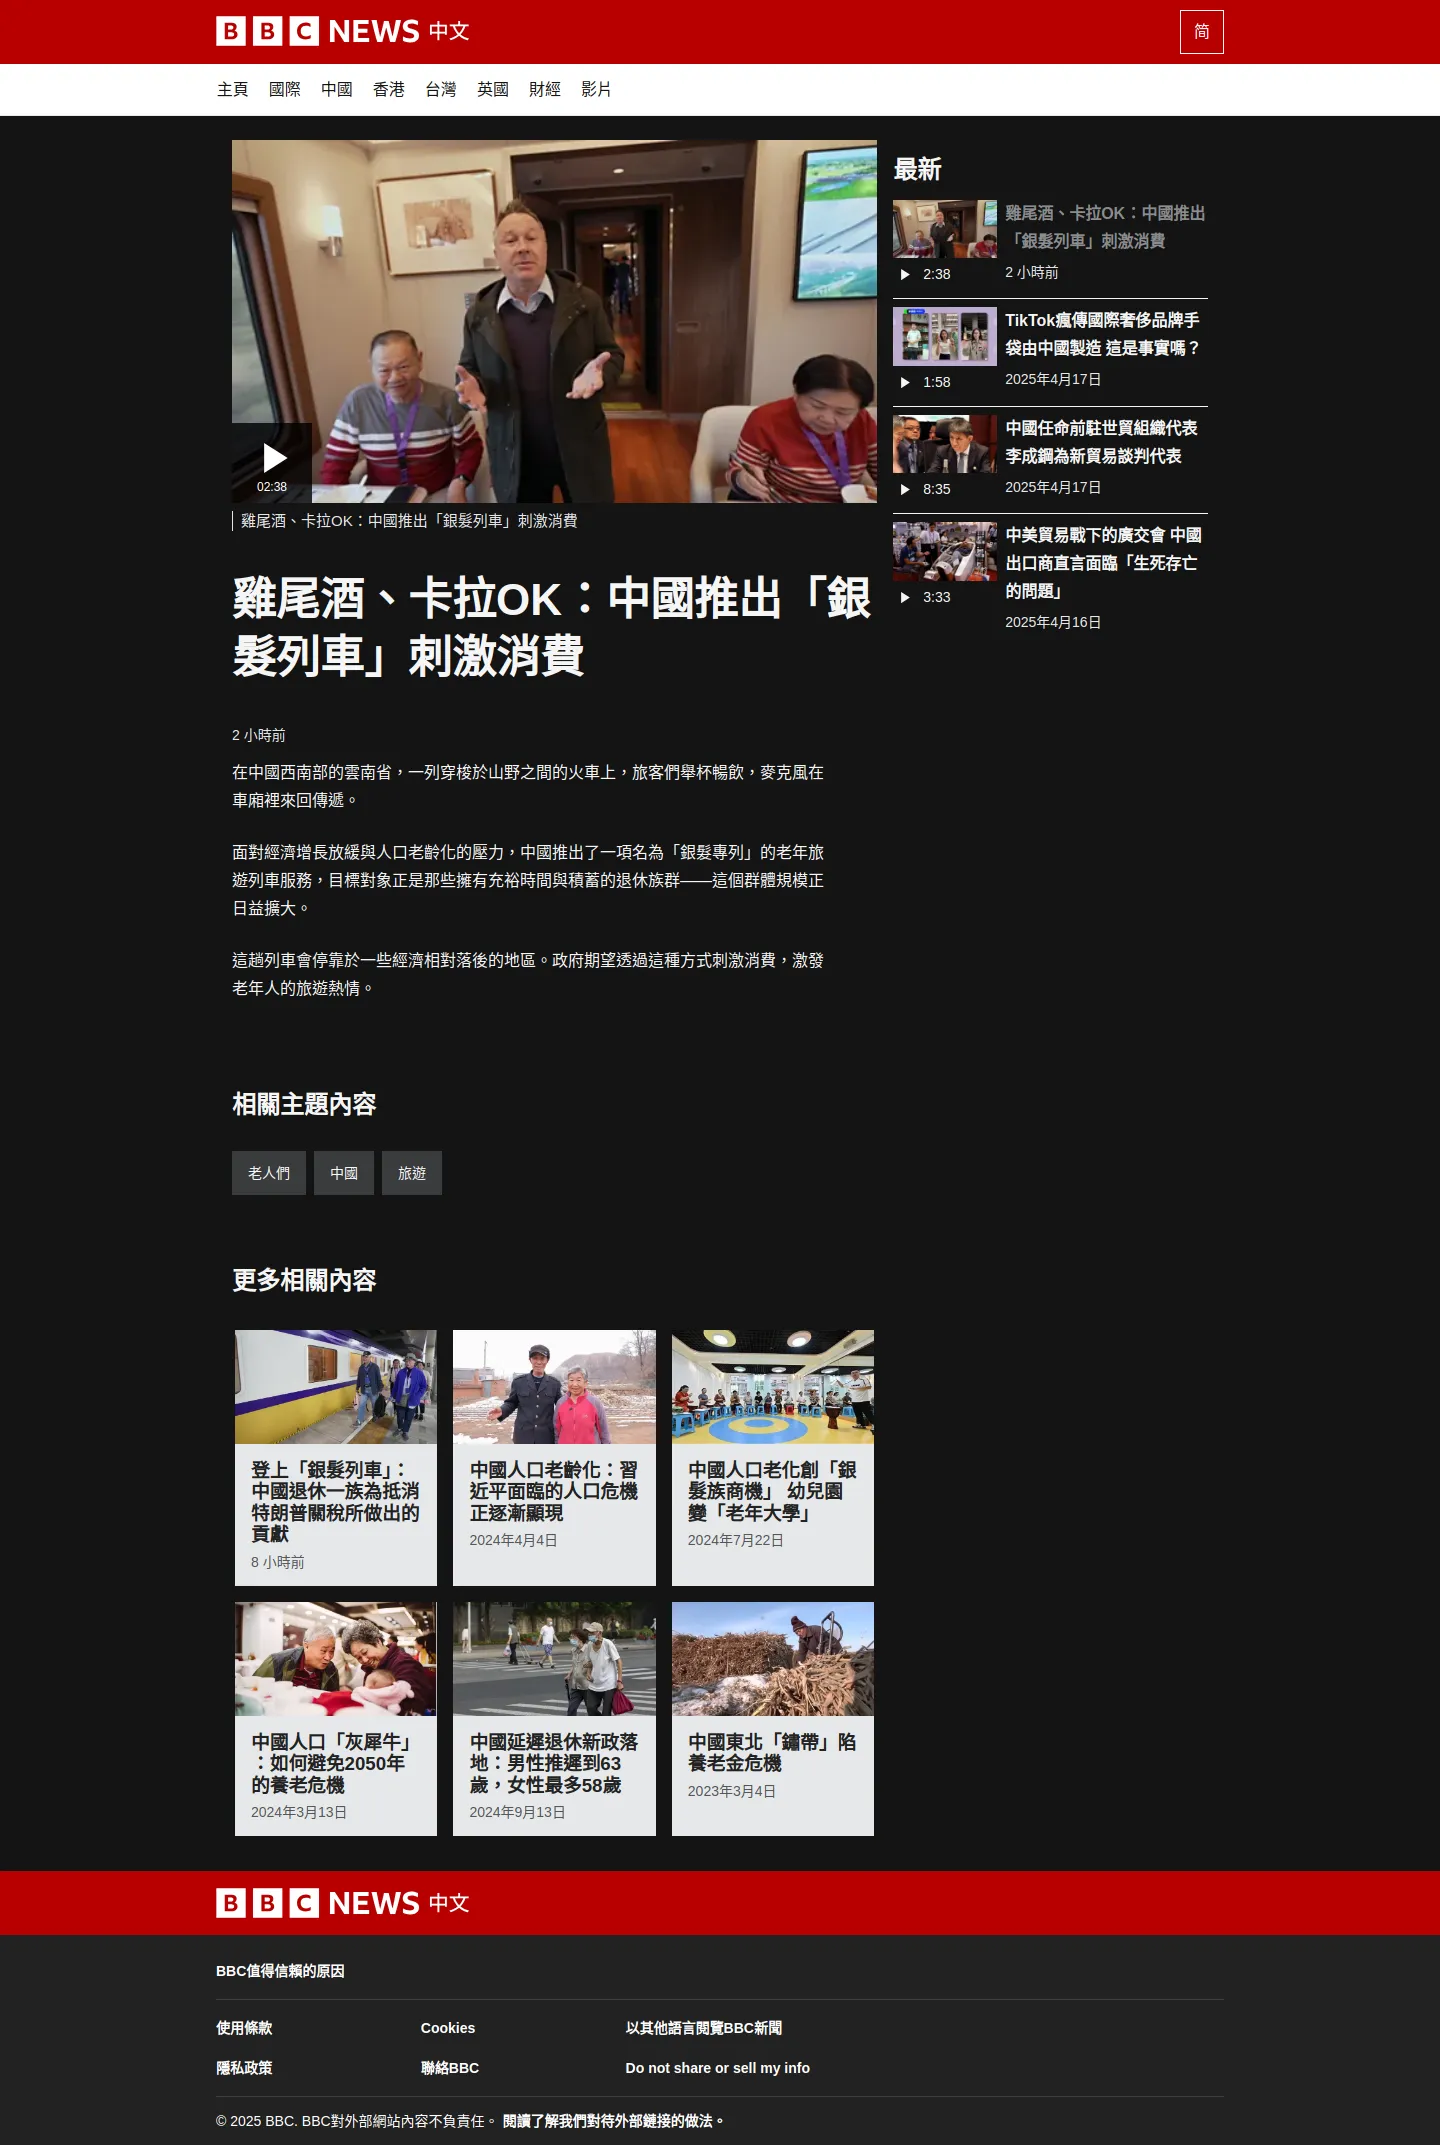 BBC NEWS 中文
简
主頁 國際 中國 香港 台灣 英國 財經 影片
02:38
雞尾酒、卡拉OK：中國推出「銀髮列車」刺激消費
雞尾酒、卡拉OK：中國推出「銀
髮列車」刺激消費
2 小時前
在中國西南部的雲南省，一列穿梭於山野之間的火車上，旅客們舉杯暢飲，麥克風在
車廂裡來回傳遞。
面對經濟增長放緩與人口老齡化的壓力，中國推出了一項名為「銀髮專列」的老年旅
遊列車服務，目標對象正是那些擁有充裕時間與積蓄的退休族群——這個群體規模正
日益擴大。
這趟列車會停靠於一些經濟相對落後的地區。政府期望透過這種方式刺激消費，激發
老年人的旅遊熱情。
最新
雞尾酒、卡拉OK：中國推出
「銀髮列車」刺激消費
2:38
2 小時前
TikTok瘋傳國際奢侈品牌手
袋由中國製造 這是事實嗎？
1:58
2025年4月17日
中國任命前駐世貿組織代表
李成鋼為新貿易談判代表
8:35
2025年4月17日
中美貿易戰下的廣交會 中國
出口商直言面臨「生死存亡
的問題」
3:33
2025年4月16日
相關主題內容
老人們 中國 旅遊
更多相關內容
登上「銀髮列車」：
中國退休一族為抵消
特朗普關稅所做出的
貢獻
8 小時前
中國人口老齡化：習
近平面臨的人口危機
正逐漸顯現
2024年4月4日
中國人口老化創「銀
髮族商機」 幼兒園
變「老年大學」
2024年7月22日
中國人口「灰犀牛」
：如何避免2050年
的養老危機
2024年3月13日
中國延遲退休新政落
地：男性推遲到63
歲，女性最多58歲
2024年9月13日
中國東北「鏽帶」陷
養老金危機
2023年3月4日
BBC NEWS 中文
BBC值得信賴的原因
使用條款 Cookies 以其他語言閱覽BBC新聞
隱私政策 聯絡BBC Do not share or sell my info
© 2025 BBC. BBC對外部網站內容不負責任。 閱讀了解我們對待外部鏈接的做法。